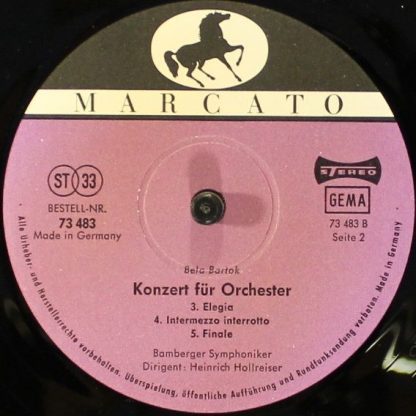 MARCATO
ST 33
BESTELL-NR.
73 483
Made in Germany
STEREO
GEMA
73 483 B
Seite 2
Bela Bartok
Konzert für Orchester
3. Elegia
4. Intermezzo interrotto
5. Finale
Bamberger Symphoniker
Dirigent: Heinrich Hollreiser
· Alle Urheber- und Herstellerrechte vorbehalten. Überspielung, öffentliche Aufführung und Rundfunksendung verboten. Made in Germany ·